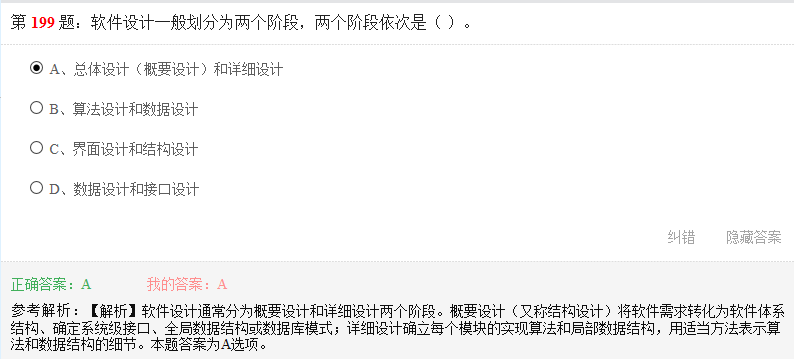 第 199 题：软件设计一般划分为两个阶段，两个阶段依次是（ ）。
A、总体设计（概要设计）和详细设计
B、算法设计和数据设计
C、界面设计和结构设计
D、数据设计和接口设计
纠错 隐藏答案
正确答案：A 我的答案：A
参考解析：【解析】软件设计通常分为概要设计和详细设计两个阶段。概要设计（又称结构设计）将软件需求转化为软件体系
结构、确定系统级接口、全局数据结构或数据库模式；详细设计确立每个模块的实现算法和局部数据结构，用适当方法表示算
法和数据结构的细节。本题答案为A选项。